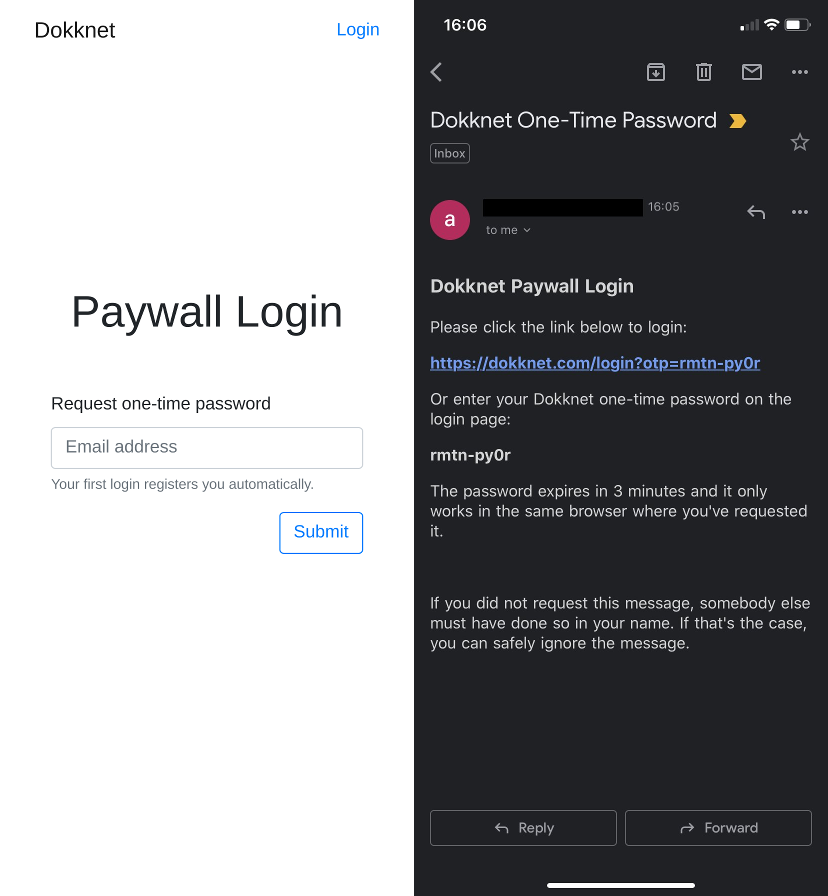 Dokknet
Login
Paywall Login
Request one-time password
Email address
Your first login registers you automatically.
Submit
16:06
Dokknet One-Time Password
Inbox
a
16:05
to me
Dokknet Paywall Login
Please click the link below to login:
https://dokknet.com/login?otp=rmtn-py0r
Or enter your Dokknet one-time password on the
login page:
rmtn-py0r
The password expires in 3 minutes and it only
works in the same browser where you've requested
it.
If you did not request this message, somebody else
must have done so in your name. If that's the case,
you can safely ignore the message.
Reply
Forward